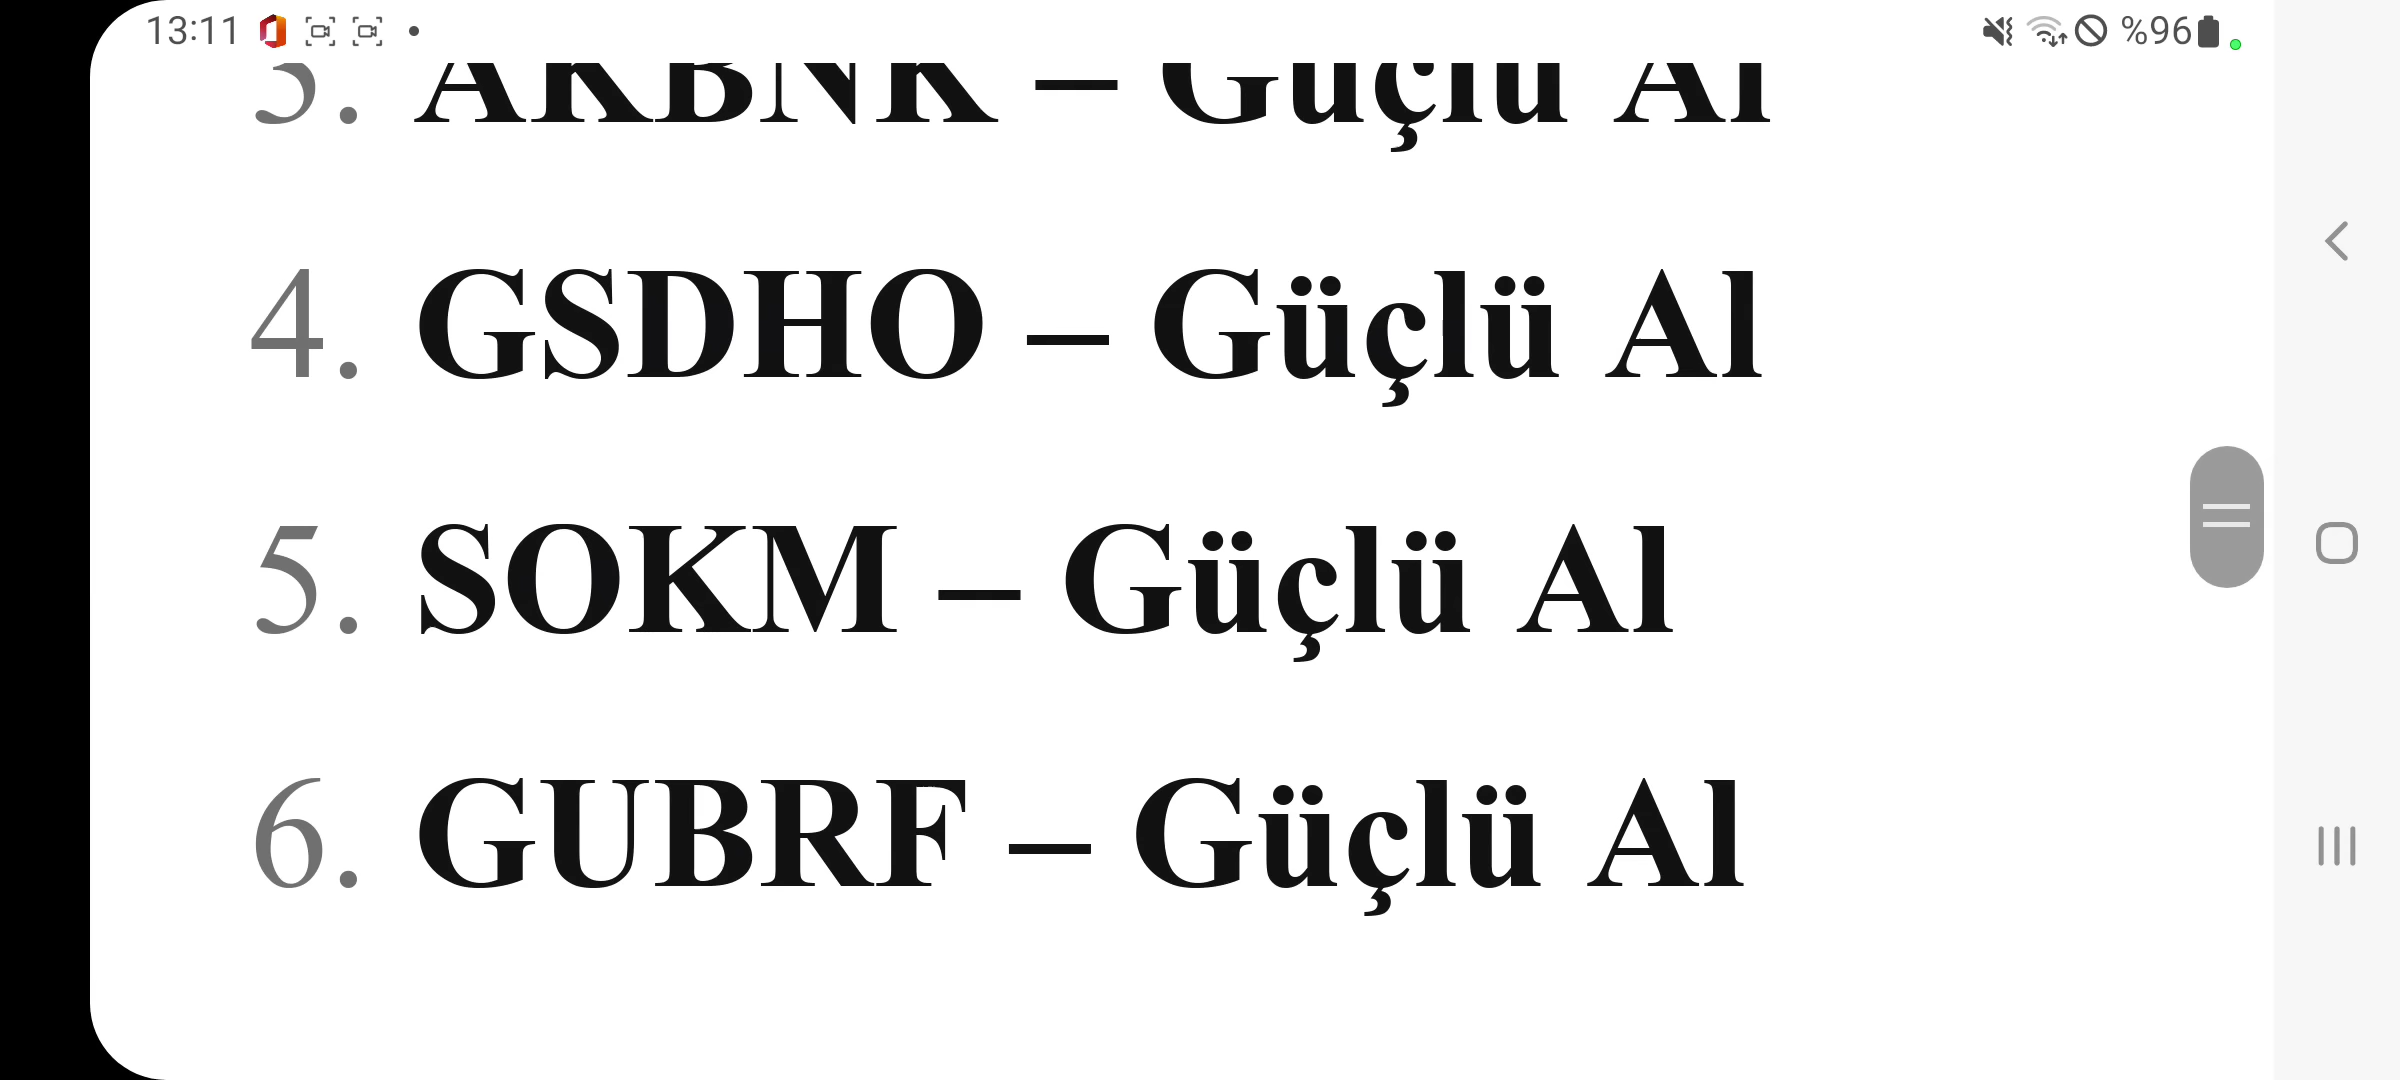 13:11 %96
3. AKBNK – Güçlü Al
4. GSDHO – Güçlü Al
5. SOKM – Güçlü Al
6. GUBRF – Güçlü Al